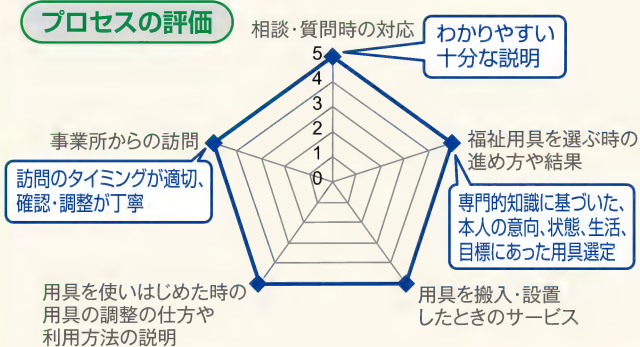 プロセスの評価
相談・質問時の対応
わかりやすい
十分な説明
5
4
3
2
1
0
事業所からの訪問
訪問のタイミングが適切、
確認・調整が丁寧
福祉用具を選ぶ時の
進め方や結果
専門的知識に基づいた、
本人の意向、状態、生活、
目標にあった用具選定
用具を使いはじめた時の
用具の調整の仕方や
利用方法の説明
用具を搬入・設置
したときのサービス